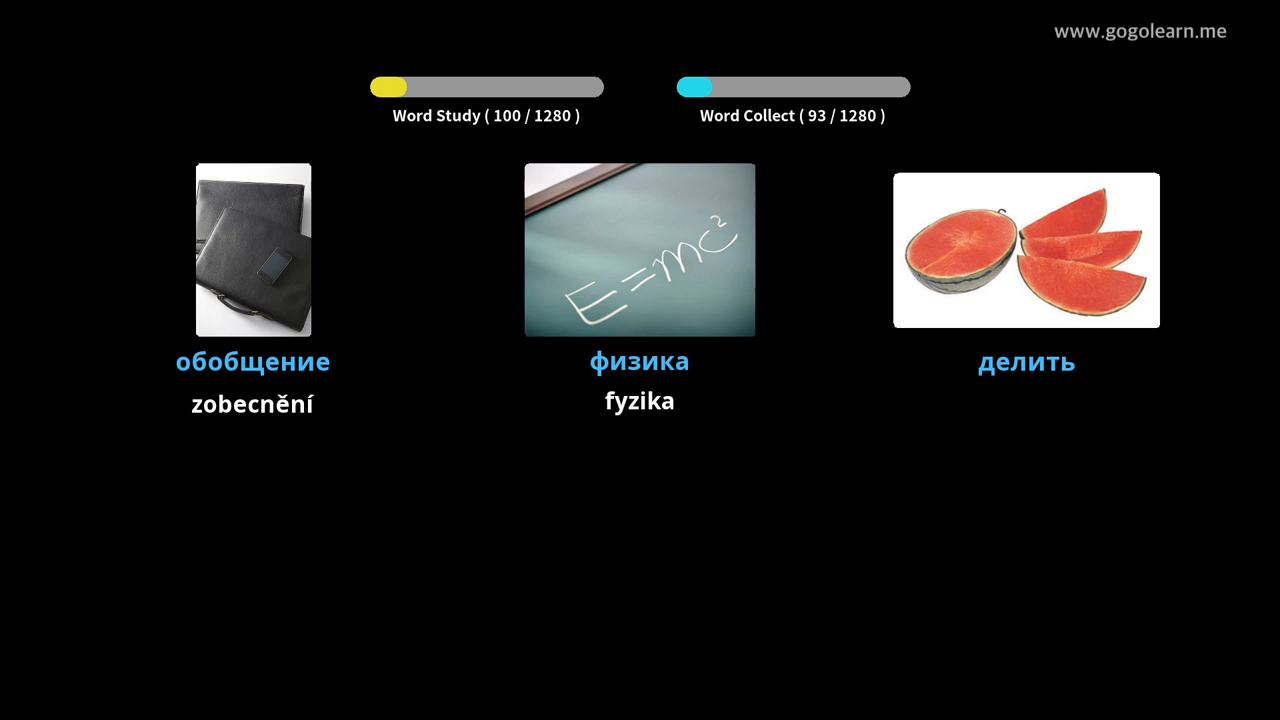 www.gogolearn.me
Word Study ( 100 / 1280 )
Word Collect ( 93 / 1280 )
E=mc²
обобщение
физика
делить
zobecnění
fyzika